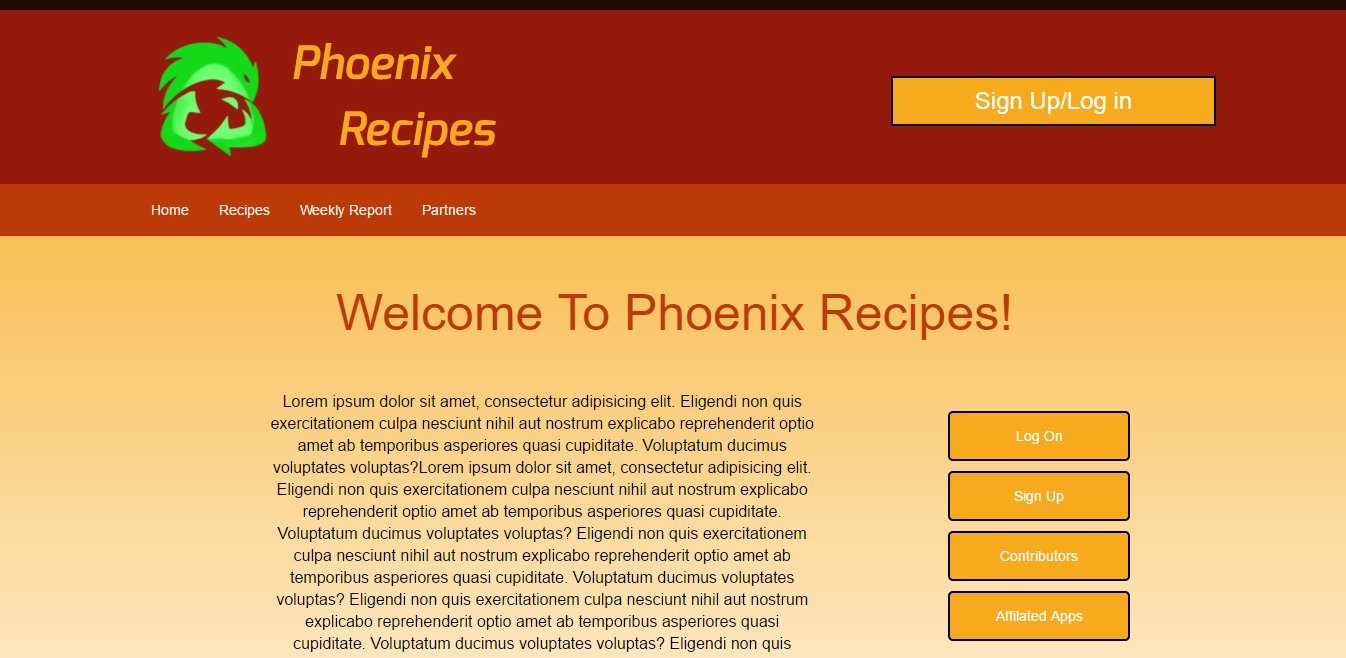 Phoenix
Recipes
Sign Up/Log in
Home Recipes Weekly Report Partners
Welcome To Phoenix Recipes!
Lorem ipsum dolor sit amet, consectetur adipisicing elit. Eligendi non quis
exercitationem culpa nesciunt nihil aut nostrum explicabo reprehenderit optio
amet ab temporibus asperiores quasi cupiditate. Voluptatum ducimus
voluptates voluptas?Lorem ipsum dolor sit amet, consectetur adipisicing elit.
Eligendi non quis exercitationem culpa nesciunt nihil aut nostrum explicabo
reprehenderit optio amet ab temporibus asperiores quasi cupiditate.
Voluptatum ducimus voluptates voluptas? Eligendi non quis exercitationem
culpa nesciunt nihil aut nostrum explicabo reprehenderit optio amet ab
temporibus asperiores quasi cupiditate. Voluptatum ducimus voluptates
voluptas? Eligendi non quis exercitationem culpa nesciunt nihil aut nostrum
explicabo reprehenderit optio amet ab temporibus asperiores quasi
cupiditate. Voluptatum ducimus voluptates voluptas? Eligendi non quis
Log On
Sign Up
Contributors
Affilated Apps